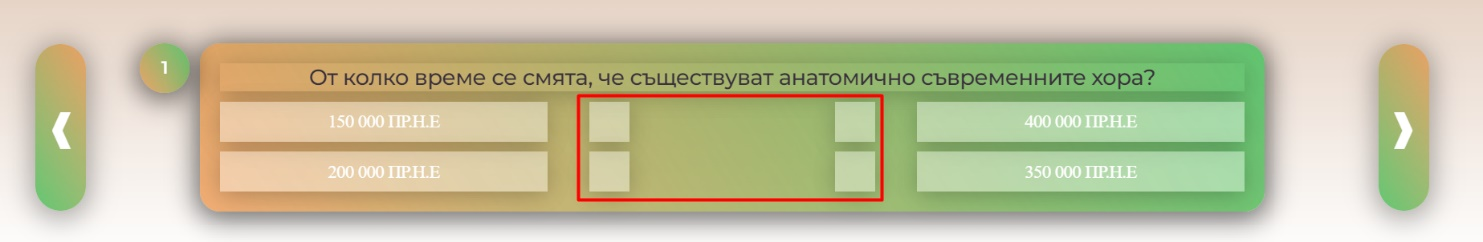 1
От колко време се смята, че съществуват анатомично съвременните хора?
150 000 ПР.Н.Е
400 000 ПР.Н.Е
200 000 ПР.Н.Е
350 000 ПР.Н.Е